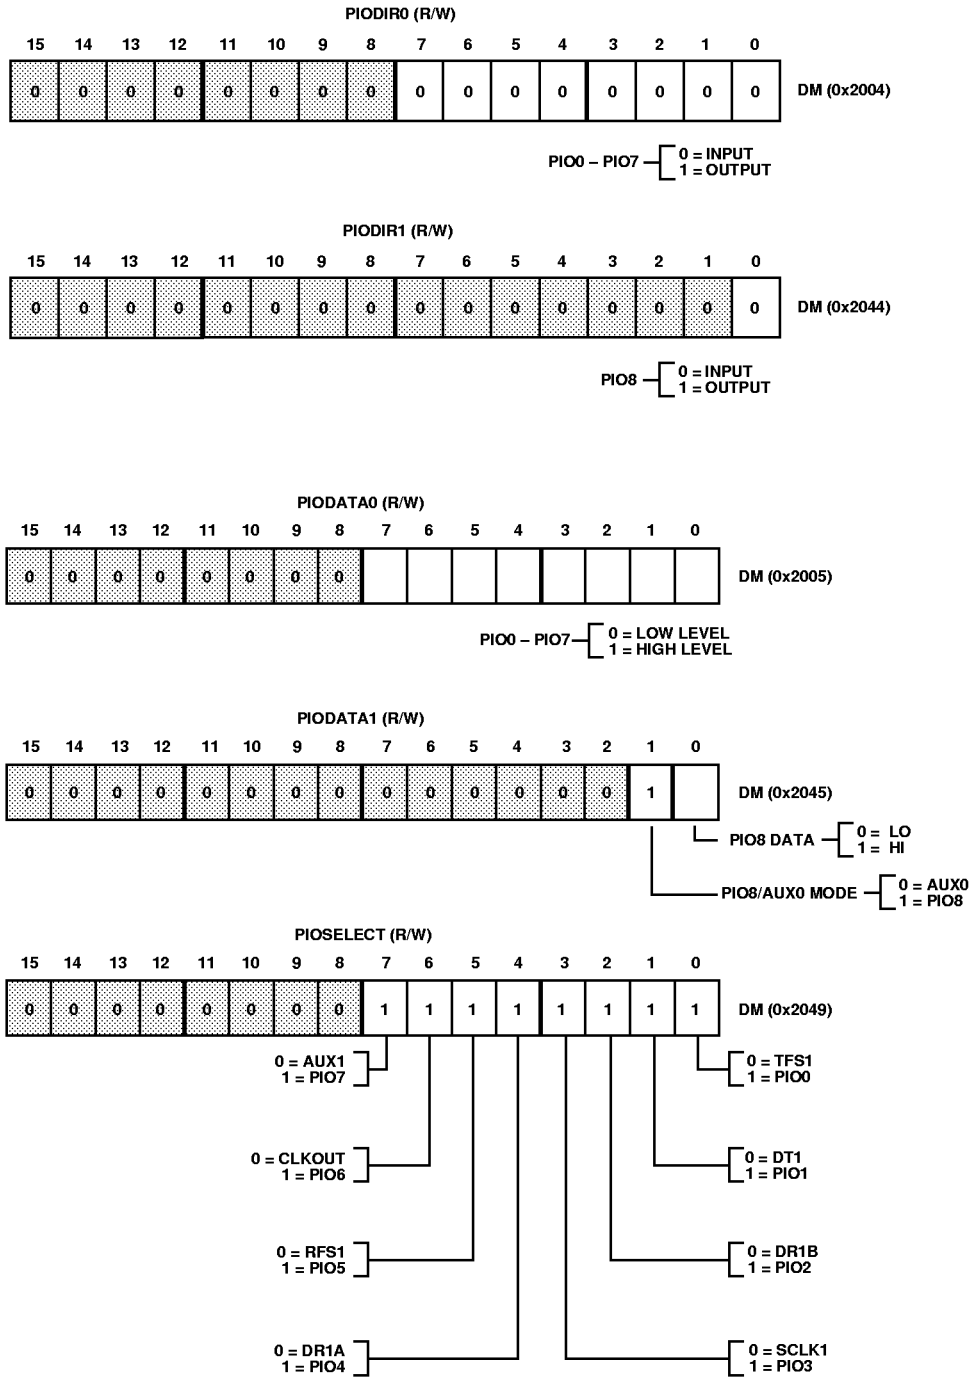 PIODIR0 (R/W)
15 14 13 12 11 10 9 8 7 6 5 4 3 2 1 0
0 0 0 0 0 0 0 0 0 0 0 0 0 0 0 0 DM (0x2004)
PIO0 – PIO7 0 = INPUT
1 = OUTPUT
PIODIR1 (R/W)
15 14 13 12 11 10 9 8 7 6 5 4 3 2 1 0
0 0 0 0 0 0 0 0 0 0 0 0 0 0 0 0 DM (0x2044)
PIO8 0 = INPUT
1 = OUTPUT
PIODATA0 (R/W)
15 14 13 12 11 10 9 8 7 6 5 4 3 2 1 0
0 0 0 0 0 0 0 0 DM (0x2005)
PIO0 – PIO7 0 = LOW LEVEL
1 = HIGH LEVEL
PIODATA1 (R/W)
15 14 13 12 11 10 9 8 7 6 5 4 3 2 1 0
0 0 0 0 0 0 0 0 0 0 0 0 0 0 1 DM (0x2045)
PIO8 DATA 0 = LO
1 = HI
PIO8/AUX0 MODE 0 = AUX0
1 = PIO8
PIOSELECT (R/W)
15 14 13 12 11 10 9 8 7 6 5 4 3 2 1 0
0 0 0 0 0 0 0 0 1 1 1 1 1 1 1 1 DM (0x2049)
0 = AUX1
1 = PIO7
0 = TFS1
1 = PIO0
0 = CLKOUT
1 = PIO6
0 = DT1
1 = PIO1
0 = RFS1
1 = PIO5
0 = DR1B
1 = PIO2
0 = DR1A
1 = PIO4
0 = SCLK1
1 = PIO3